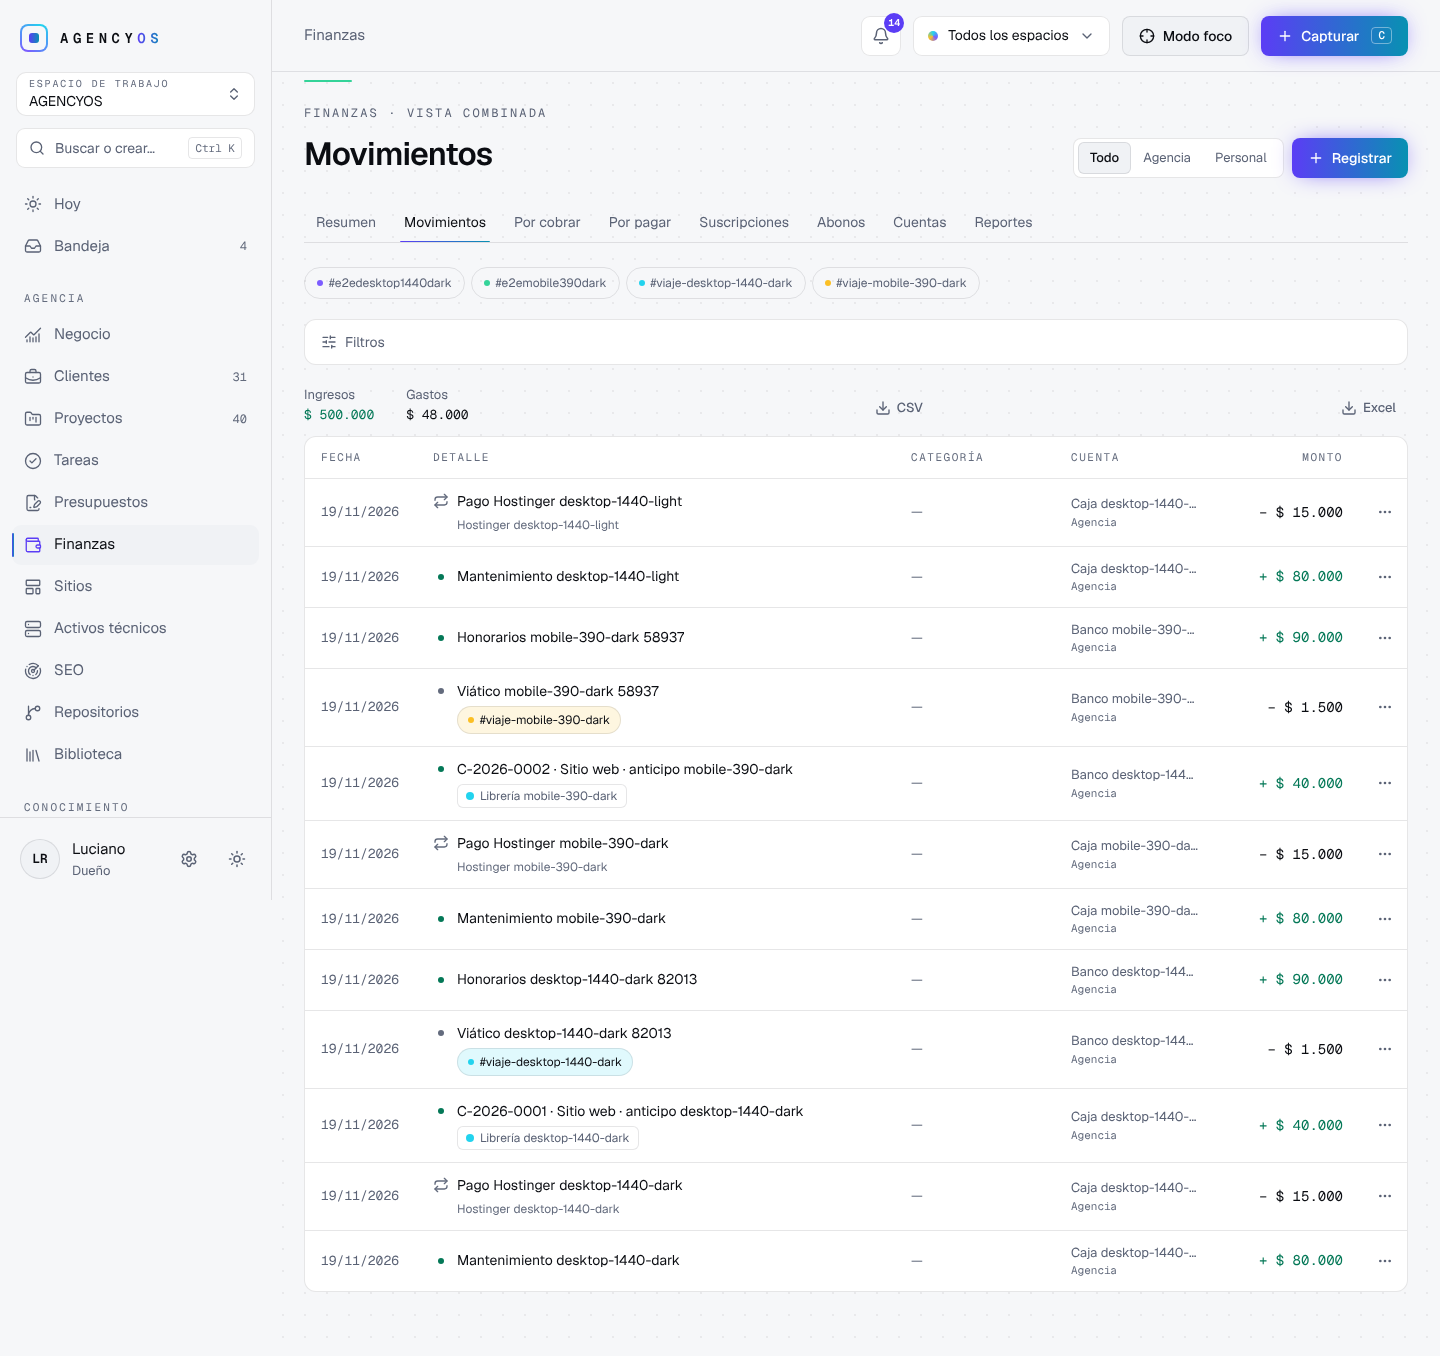 AGENCYOS
ESPACIO DE TRABAJO
AGENCYOS
Buscar o crear...
Ctrl K
Hoy
Bandeja
4
AGENCIA
Negocio
Clientes
31
Proyectos
40
Tareas
Presupuestos
Finanzas
Sitios
Activos técnicos
SEO
Repositorios
Biblioteca
CONOCIMIENTO
LR
Luciano
Dueño
Finanzas
14
Todos los espacios
Modo foco
Capturar
C
FINANZAS · VISTA COMBINADA
Movimientos
Todo
Agencia
Personal
Registrar
Resumen
Movimientos
Por cobrar
Por pagar
Suscripciones
Abonos
Cuentas
Reportes
#e2edesktop1440dark
#e2emobile390dark
#viaje-desktop-1440-dark
#viaje-mobile-390-dark
Filtros
Ingresos
$ 500.000
Gastos
$ 48.000
CSV
Excel
FECHA DETALLE CATEGORÍA CUENTA MONTO
19/11/2026
Pago Hostinger desktop-1440-light
Hostinger desktop-1440-light
—
Caja desktop-1440-...
Agencia
− $ 15.000
19/11/2026
Mantenimiento desktop-1440-light
—
Caja desktop-1440-...
Agencia
+ $ 80.000
19/11/2026
Honorarios mobile-390-dark 58937
—
Banco mobile-390-...
Agencia
+ $ 90.000
19/11/2026
Viático mobile-390-dark 58937
#viaje-mobile-390-dark
—
Banco mobile-390-...
Agencia
− $ 1.500
19/11/2026
C-2026-0002 · Sitio web · anticipo mobile-390-dark
Librería mobile-390-dark
—
Banco desktop-144...
Agencia
+ $ 40.000
19/11/2026
Pago Hostinger mobile-390-dark
Hostinger mobile-390-dark
—
Caja mobile-390-da...
Agencia
− $ 15.000
19/11/2026
Mantenimiento mobile-390-dark
—
Caja mobile-390-da...
Agencia
+ $ 80.000
19/11/2026
Honorarios desktop-1440-dark 82013
—
Banco desktop-144...
Agencia
+ $ 90.000
19/11/2026
Viático desktop-1440-dark 82013
#viaje-desktop-1440-dark
—
Banco desktop-144...
Agencia
− $ 1.500
19/11/2026
C-2026-0001 · Sitio web · anticipo desktop-1440-dark
Librería desktop-1440-dark
—
Caja desktop-1440-...
Agencia
+ $ 40.000
19/11/2026
Pago Hostinger desktop-1440-dark
Hostinger desktop-1440-dark
—
Caja desktop-1440-...
Agencia
− $ 15.000
19/11/2026
Mantenimiento desktop-1440-dark
—
Caja desktop-1440-...
Agencia
+ $ 80.000